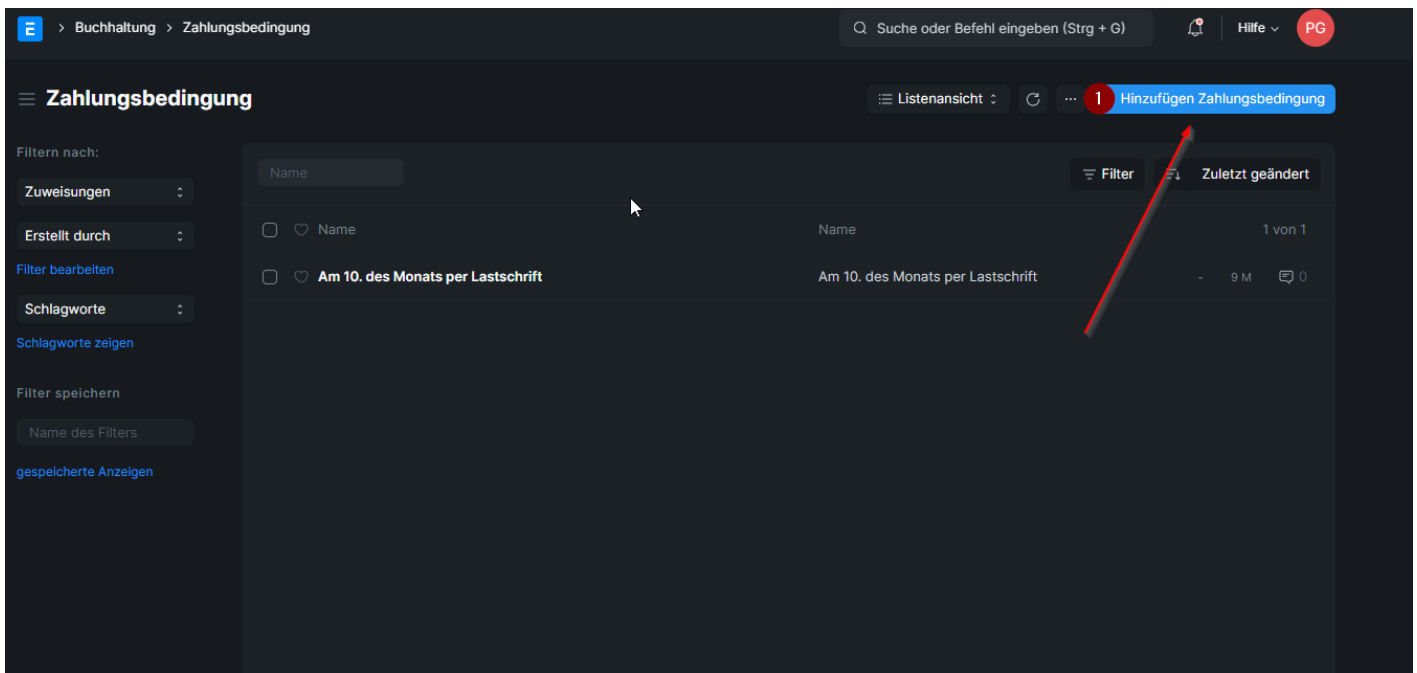 E > Buchhaltung > Zahlungsbedingung
Suche oder Befehl eingeben (Strg + G)
Hilfe
PG
Zahlungsbedingung
Listenansicht
...
1
Hinzufügen Zahlungsbedingung
Filtern nach:
Zuweisungen
Erstellt durch
Filter bearbeiten
Schlagworte
Schlagworte zeigen
Filter speichern
Name des Filters
gespeicherte Anzeigen
Name
Filter
Zuletzt geändert
Name Name 1 von 1
Am 10. des Monats per Lastschrift Am 10. des Monats per Lastschrift - 9 M 0